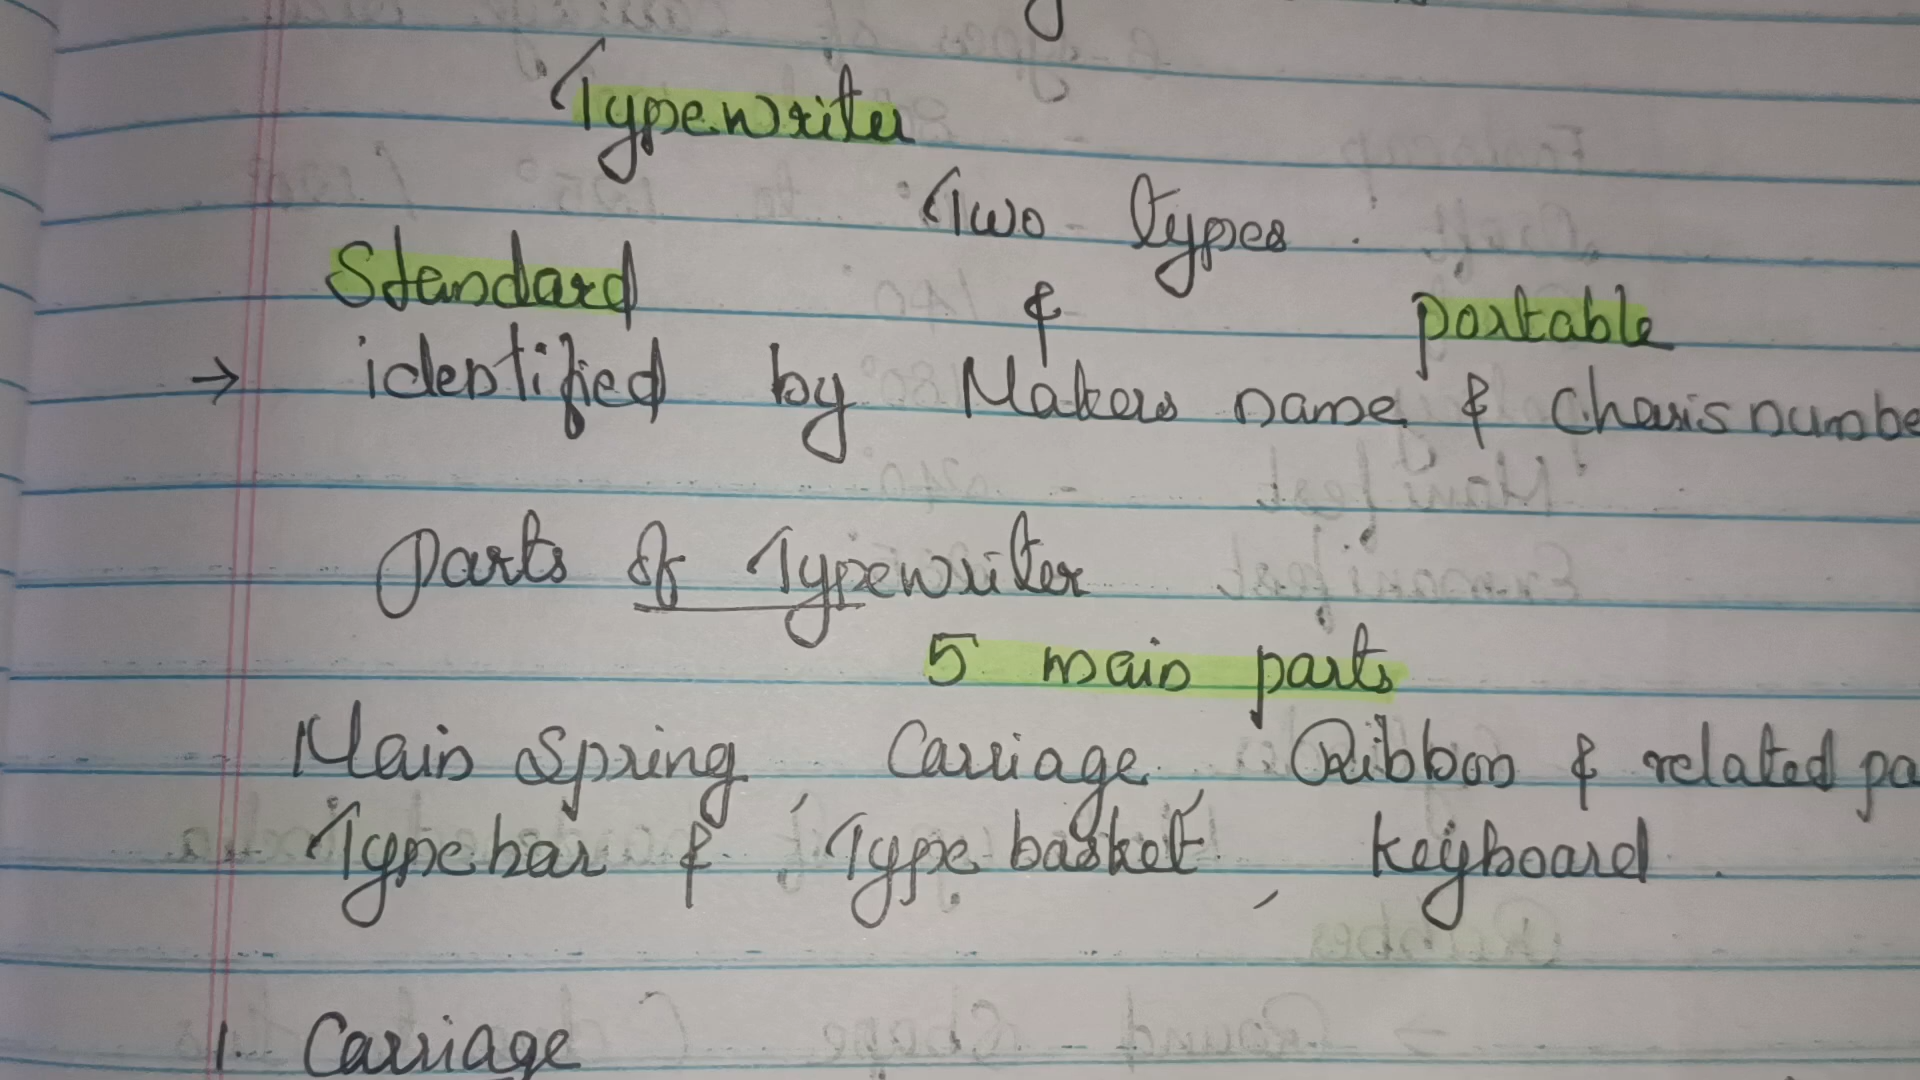 Typewriter
Two types.
Standard & portable
→ identified by Makers name & Chasis numbe
Parts of Typewriter
5 main parts
Main Spring, Carriage, Ribbon & related pa
Typebar & Type basket, Keyboard.
1. Carriage